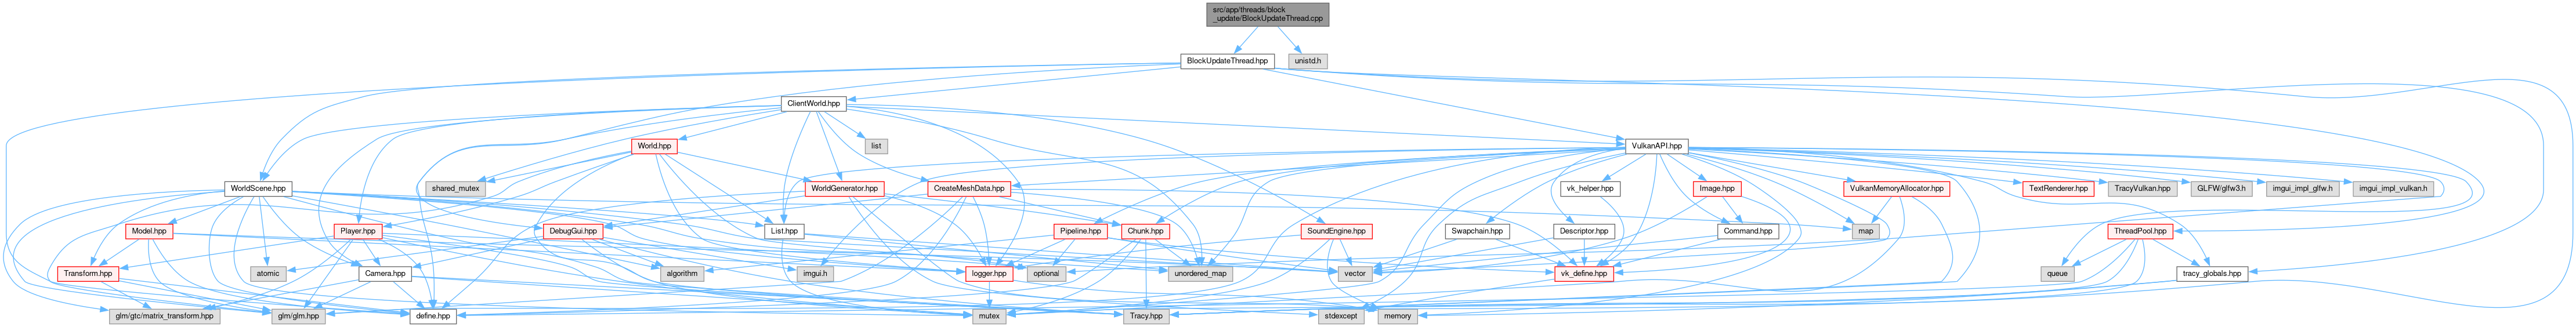 src/app/threads/block
_update/BlockUpdateThread.cpp
BlockUpdateThread.hpp
unistd.h
ClientWorld.hpp
World.hpp
list
VulkanAPI.hpp
shared_mutex
WorldScene.hpp
WorldGenerator.hpp
CreateMeshData.hpp
vk_helper.hpp
Image.hpp
VulkanMemoryAllocator.hpp
TextRenderer.hpp
TracyVulkan.hpp
GLFW/glfw3.h
imgui_impl_glfw.h
imgui_impl_vulkan.h
Model.hpp
Player.hpp
DebugGui.hpp
List.hpp
Pipeline.hpp
Chunk.hpp
SoundEngine.hpp
Swapchain.hpp
Descriptor.hpp
Command.hpp
map
ThreadPool.hpp
Transform.hpp
atomic
Camera.hpp
algorithm
imgui.h
logger.hpp
optional
unordered_map
vector
vk_define.hpp
queue
tracy_globals.hpp
glm/gtc/matrix_transform.hpp
glm/glm.hpp
define.hpp
mutex
Tracy.hpp
stdexcept
memory